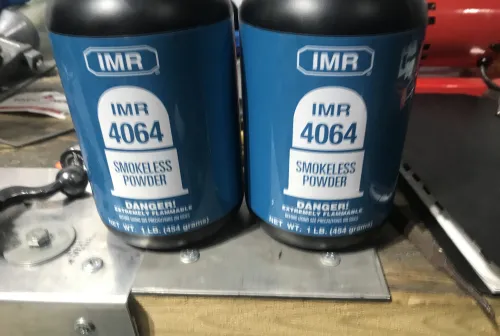 IMR
IMR
4064
SMOKELESS
POWDER
DANGER!
EXTREMELY FLAMMABLE
NET WT. 1 LB. (454 grams)
IMR
IMR
4064
SMOKELESS
POWDER
DANGER!
EXTREMELY FLAMMABLE
NET WT. 1 LB. (454 grams)